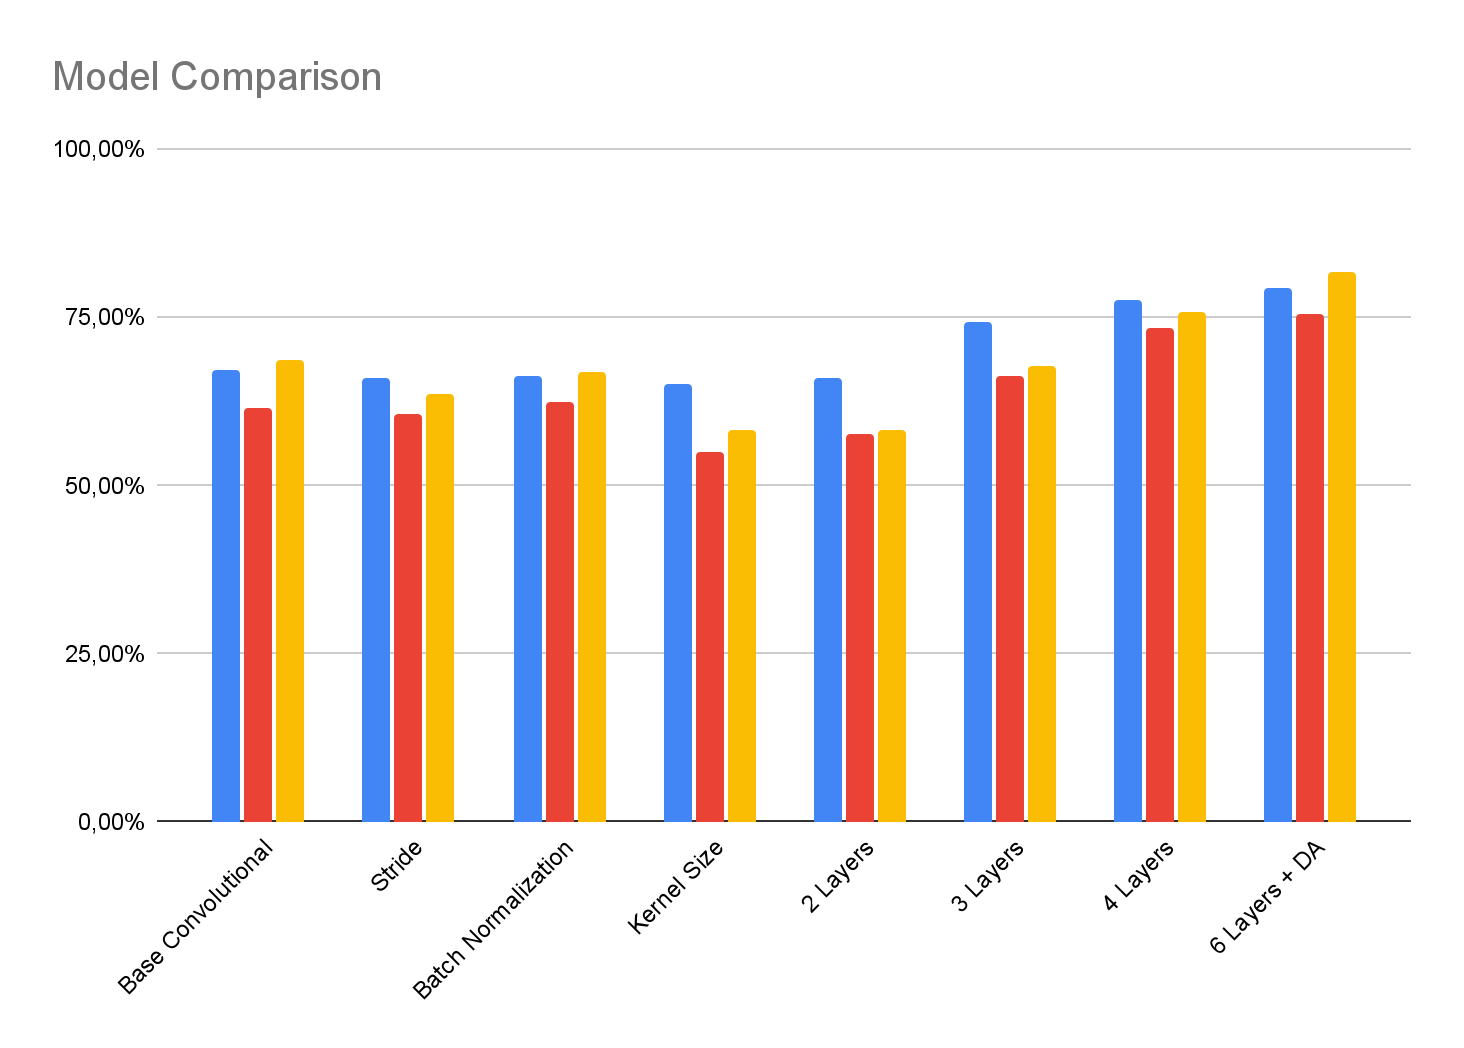 Model Comparison
100,00%
75,00%
50,00%
25,00%
0,00%
Base Convolutional
Stride
Batch Normalization
Kernel Size
2 Layers
3 Layers
4 Layers
6 Layers + DA